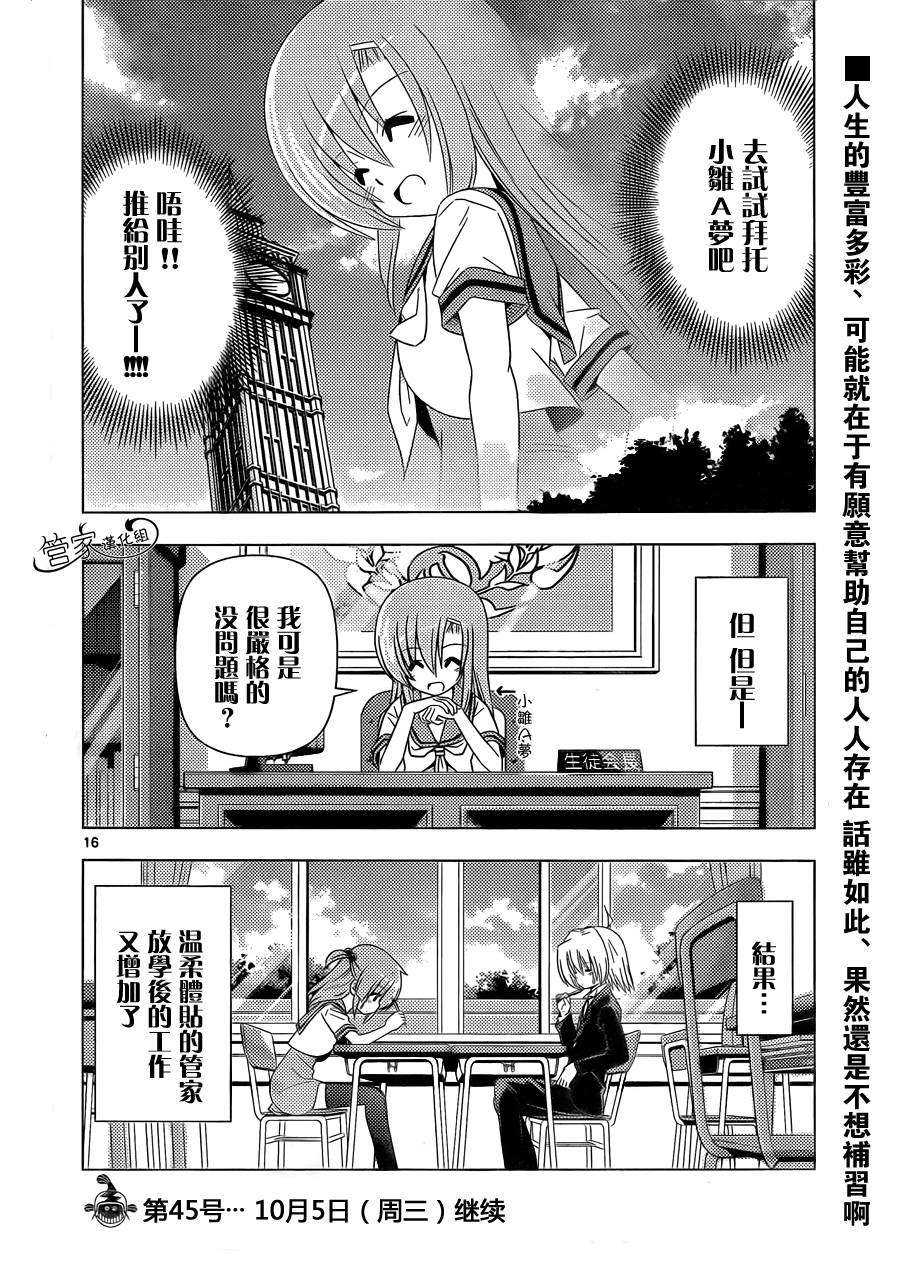 ■人生的豐富多彩、可能就在于有願意幫助自己的人人存在 話雖如此、果然還是不想補習啊
去試試拜托
小雛A夢吧
唔哇!!
推給別人了ー!!!!
管家漢化組
但 但是ー
小雛A夢
生徒会長
我可是
很嚴格的
没問題嗎?
16
結果…
温柔體貼的管家
放學後的工作
又增加了
第45号… 10月5日（周三）继续